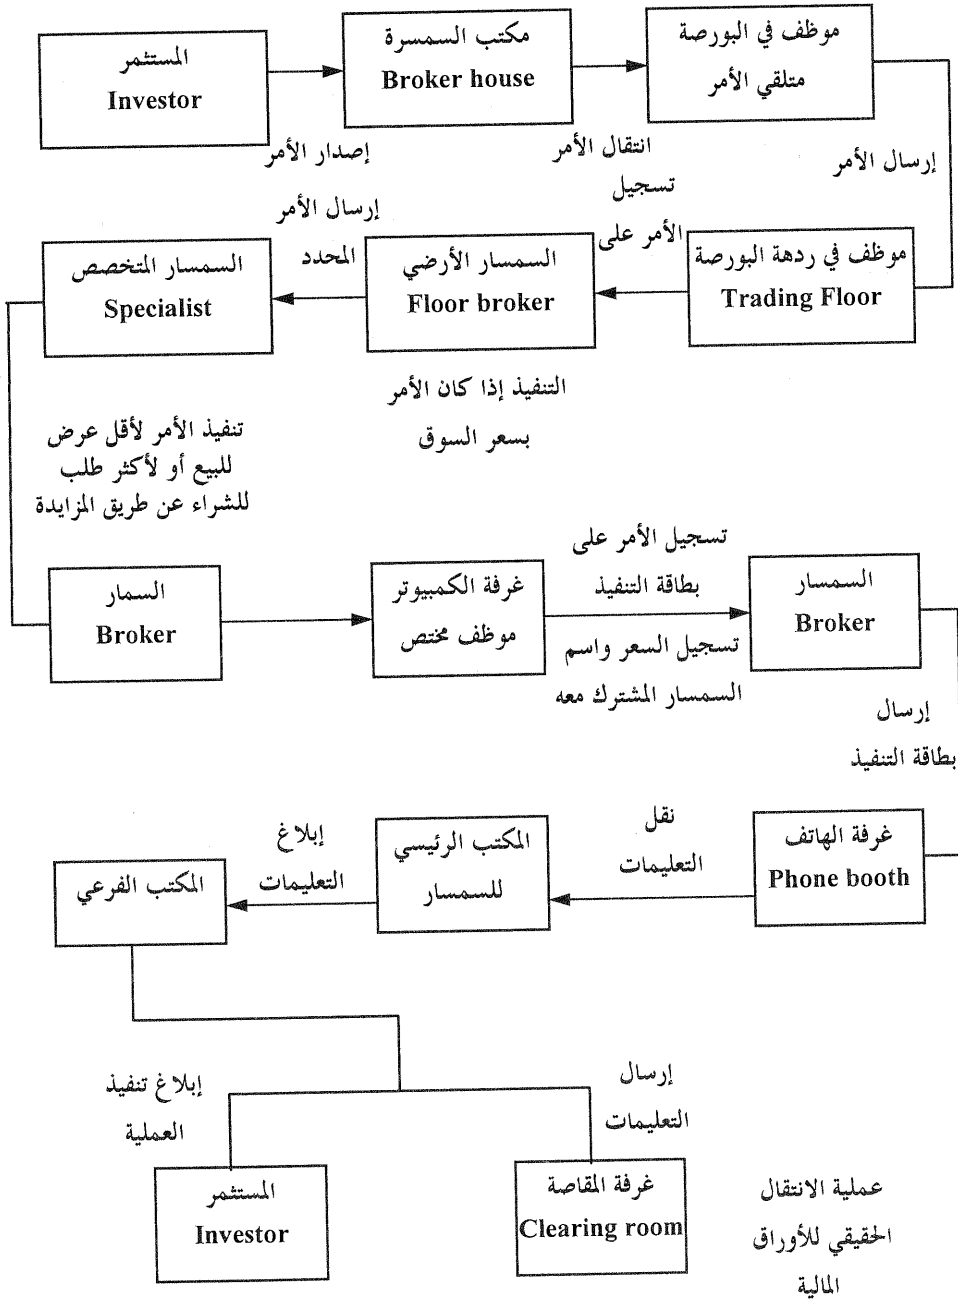 المستثمر
Investor
مكتب السمسرة
Broker house
موظف في البورصة
متلقي الأمر
إصدار الأمر
انتقال الأمر
إرسال الأمر
تسجيل
الأمر على
إرسال الأمر
المحدد
موظف في ردهة البورصة
Trading Floor
السمسار الأرضي
Floor broker
السمسار المتخصص
Specialist
التنفيذ إذا كان الأمر
بسعر السوق
تنفيذ الأمر لأقل عرض
للبيع أو لأكثر طلب
للشراء عن طريق المزايدة
السمار
Broker
غرفة الكمبيوتر
موظف مختص
تسجيل الأمر على
بطاقة التنفيذ
تسجيل السعر واسم
السمسار المشترك معه
السمسار
Broker
إرسال
بطاقة التنفيذ
غرفة الهاتف
Phone booth
نقل
التعليمات
المكتب الرئيسي
للسمسار
إبلاغ
التعليمات
المكتب الفرعي
إبلاغ تنفيذ
العملية
إرسال
التعليمات
المستثمر
Investor
غرفة المقاصة
Clearing room
عملية الانتقال
الحقيقي للأوراق
المالية